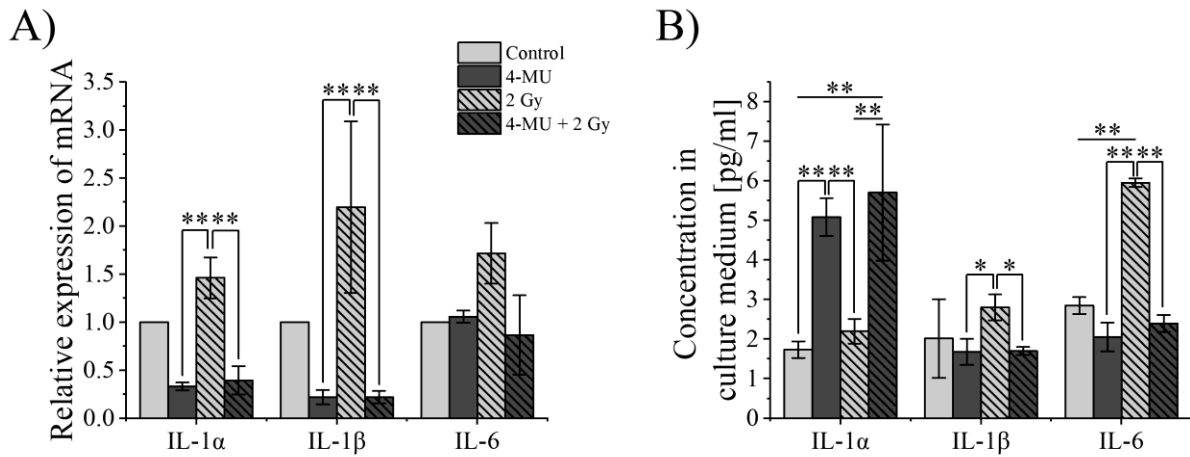 A)
Relative expression of mRNA
3.5
3.0
2.5
2.0
1.5
1.0
0.5
0.0
Control
4-MU
2 Gy
4-MU + 2 Gy
****
****
IL-1α
IL-1β
IL-6
B)
Concentration in
culture medium [pg/ml]
8
7
6
5
4
3
2
1
0
**
**
****
* *
**
****
IL-1α
IL-1β
IL-6